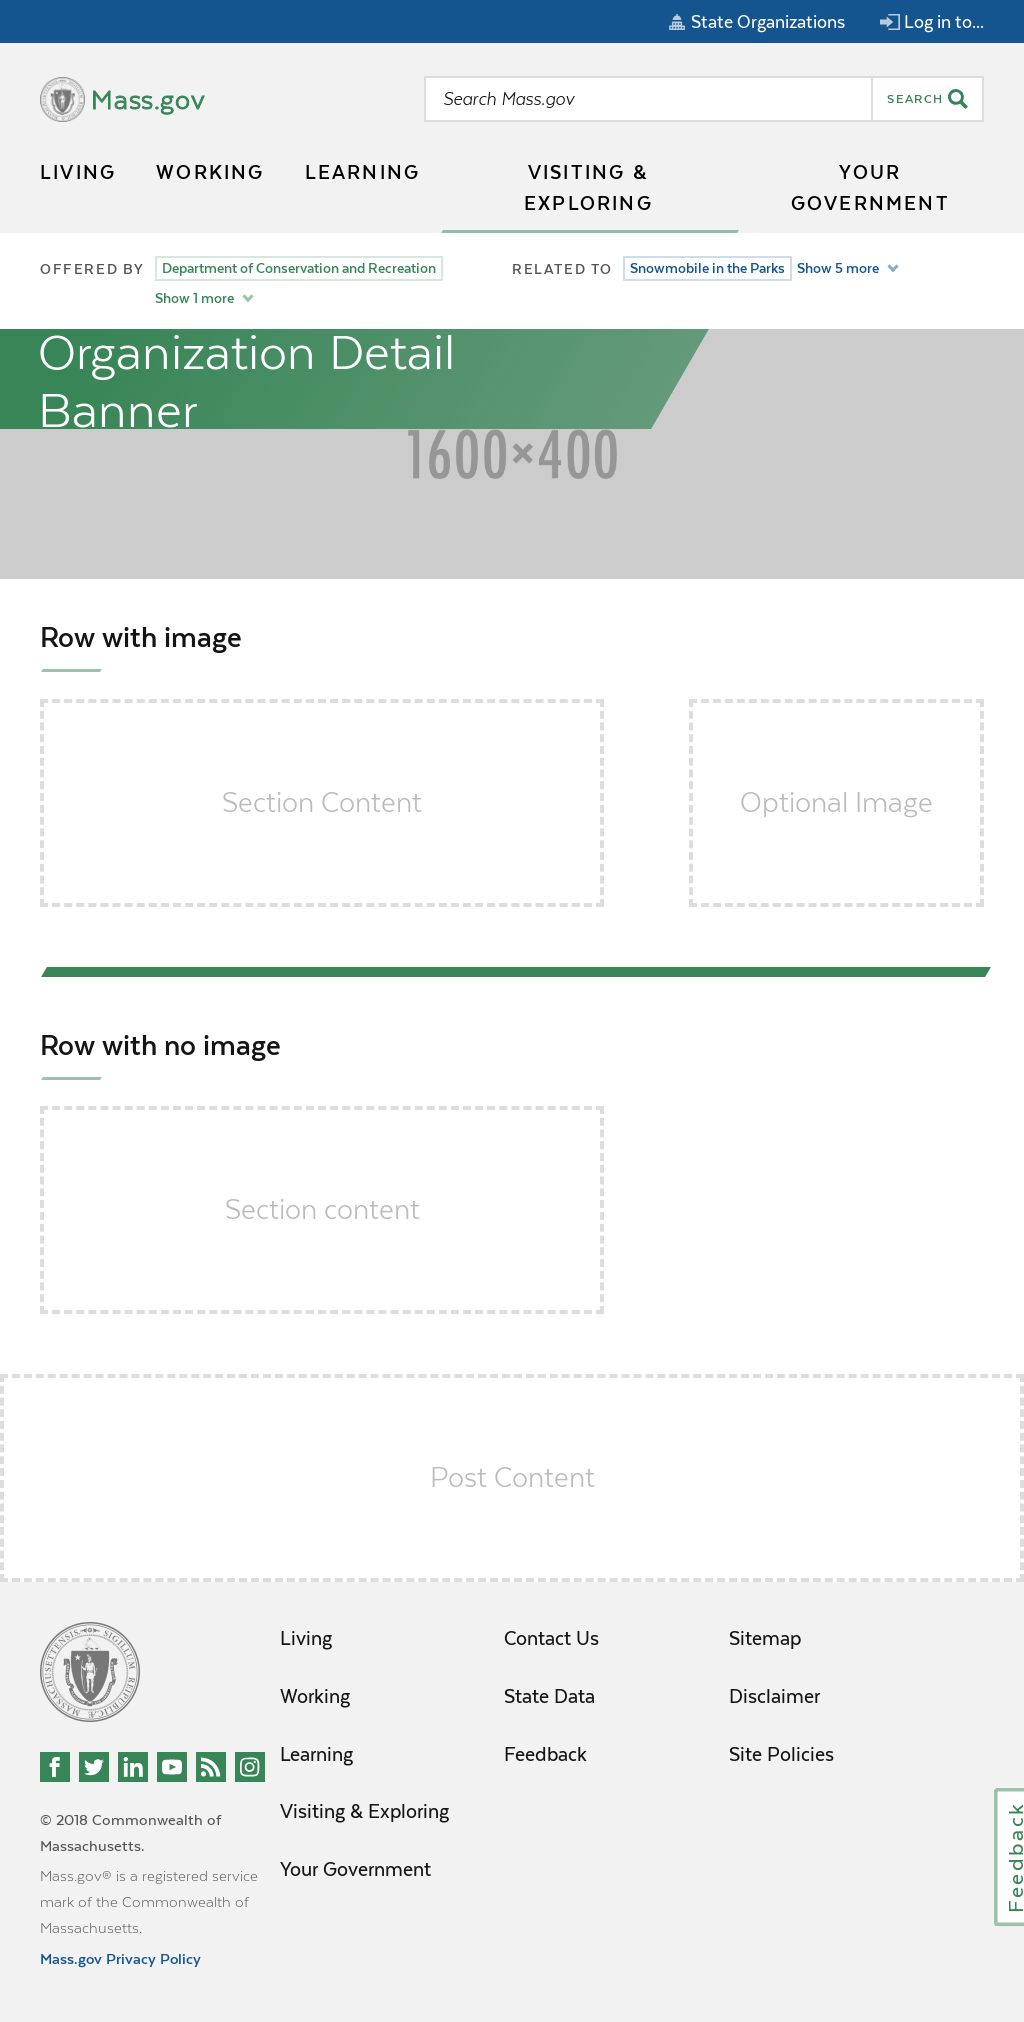 State Organizations
Log in to...
Mass.gov
Search Mass.gov
SEARCH
LIVING
WORKING
LEARNING
VISITING &
EXPLORING
YOUR
GOVERNMENT
OFFERED BY
Department of Conservation and Recreation
Show 1 more
RELATED TO
Snowmobile in the Parks
Show 5 more
Organization Detail
Banner
1600×400
Row with image
Section Content
Optional Image
Row with no image
Section content
Post Content
Living
Working
Learning
Visiting & Exploring
Your Government
Contact Us
State Data
Feedback
Sitemap
Disclaimer
Site Policies
© 2018 Commonwealth of
Massachusetts.
Mass.gov® is a registered service
mark of the Commonwealth of
Massachusetts.
Mass.gov Privacy Policy
Feedback